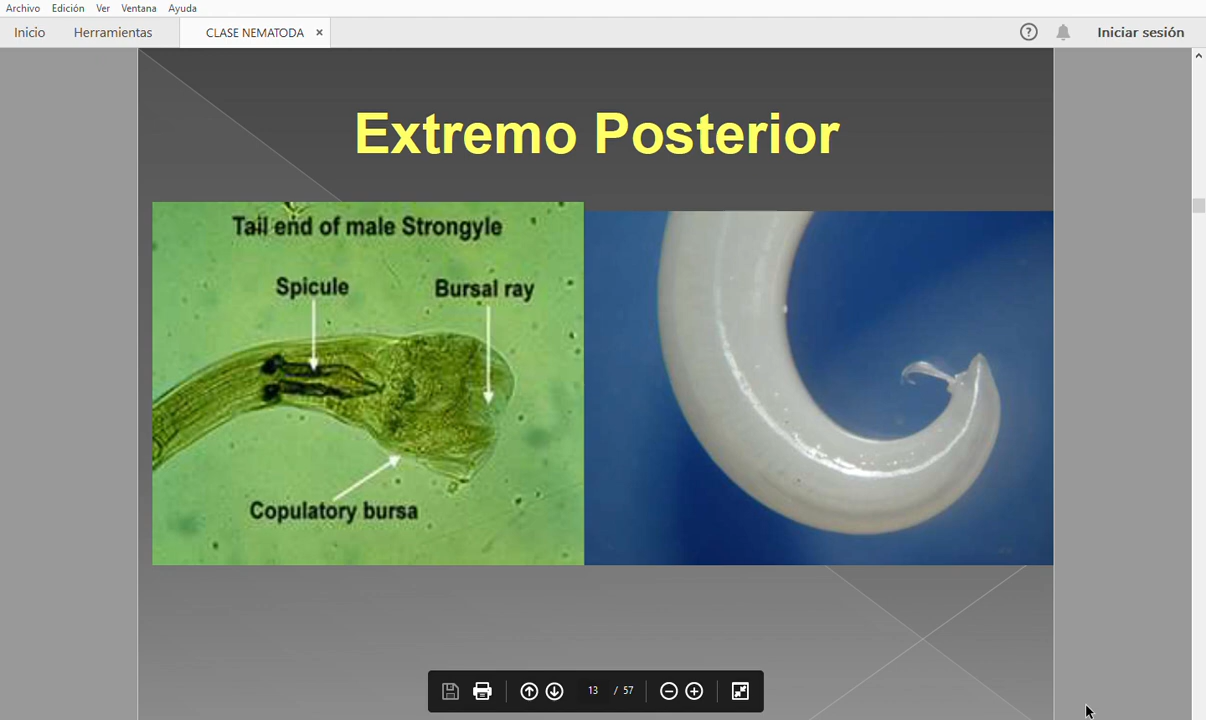 Archivo Edición Ver Ventana Ayuda
Inicio Herramientas CLASE NEMATODA × ? Iniciar sesión
Extremo Posterior
Tail end of male Strongyle
Spicule Bursal ray
Copulatory bursa
13 / 57